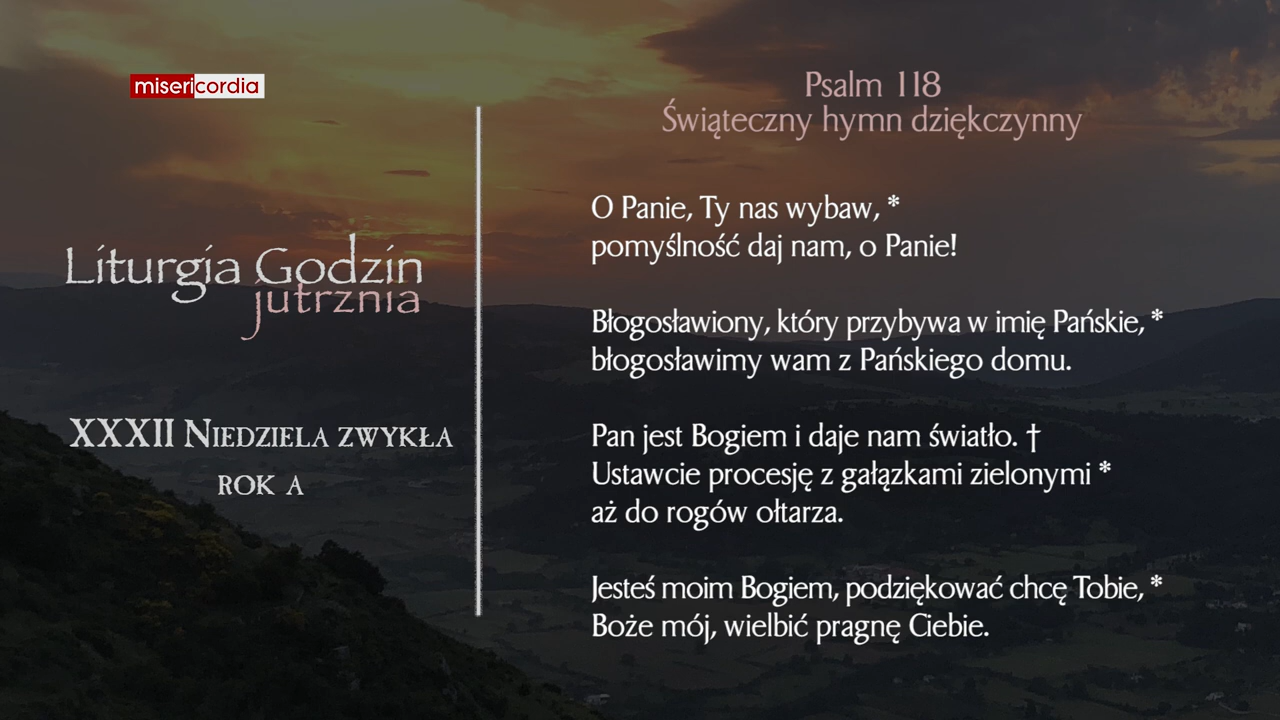 misericordia
Liturgia Godzin
jutrznia
XXXII Niedziela zwykła
rok A
Psalm 118
Świąteczny hymn dziękczynny
O Panie, Ty nas wybaw, *
pomyślność daj nam, o Panie!
Błogosławiony, który przybywa w imię Pańskie, *
błogosławimy wam z Pańskiego domu.
Pan jest Bogiem i daje nam światło. †
Ustawcie procesję z gałązkami zielonymi *
aż do rogów ołtarza.
Jesteś moim Bogiem, podziękować chcę Tobie, *
Boże mój, wielbić pragnę Ciebie.